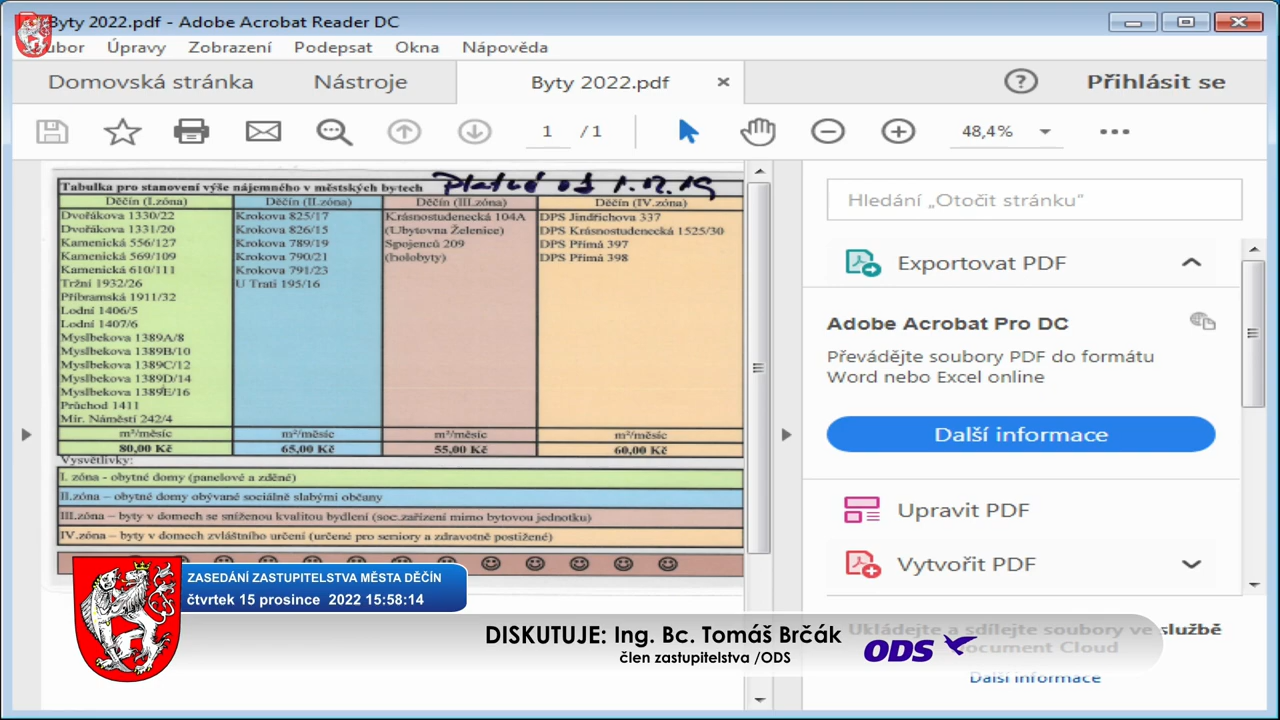 Byty 2022.pdf - Adobe Acrobat Reader DC
Úpravy Zobrazení Podepsat Okna Nápověda
Domovská stránka Nástroje Byty 2022.pdf × ? Přihlásit se
1 / 1 48,4%
Tabulka pro stanovení výše nájemného v městských bytech Platné od 1.12.19
Děčín (I.zóna)
Dvořákova 1330/22
Dvořákova 1331/20
Kamenická 556/127
Kamenická 569/109
Kamenická 610/111
Tržní 1932/26
Příbramská 1911/32
Lodní 1406/5
Lodní 1407/6
Myslbekova 1389A/8
Myslbekova 1389B/10
Myslbekova 1389C/12
Myslbekova 1389D/14
Myslbekova 1389E/16
Průchod 1411
Mír. Náměstí 242/4
m²/měsíc
80,00 Kč
Děčín (II.zóna)
Krokova 825/17
Krokova 826/15
Krokova 789/19
Krokova 790/21
Krokova 791/23
U Trati 195/16
m²/měsíc
65,00 Kč
Děčín (III.zóna)
Krásnostudenecká 104A
(Ubytovna Želenice)
Spojenců 209
(holobyty)
m²/měsíc
55,00 Kč
Děčín (IV.zóna)
DPS Jindřichova 337
DPS Krásnostudenecká 1525/30
DPS Přímá 397
DPS Přímá 398
m²/měsíc
60,00 Kč
Vysvětlivky:
I. zóna - obytné domy (panelové a zděné)
II.zóna – obytné domy obývané sociálně slabými občany
III.zóna – byty v domech se sníženou kvalitou bydlení (soc.zařízení mimo bytovou jednotku)
IV.zóna – byty v domech zvláštního určení (určené pro seniory a zdravotně postižené)
Hledání „Otočit stránku“
Exportovat PDF
Adobe Acrobat Pro DC
Převádějte soubory PDF do formátu
Word nebo Excel online
Další informace
Upravit PDF
Vytvořit PDF
Ukládejte a sdílejte soubory ve službě
Document Cloud
Další informace
ZASEDÁNÍ ZASTUPITELSTVA MĚSTA DĚČÍN
čtvrtek 15 prosince 2022 15:58:14
DISKUTUJE: Ing. Bc. Tomáš Brčák
člen zastupitelstva /ODS
ODS